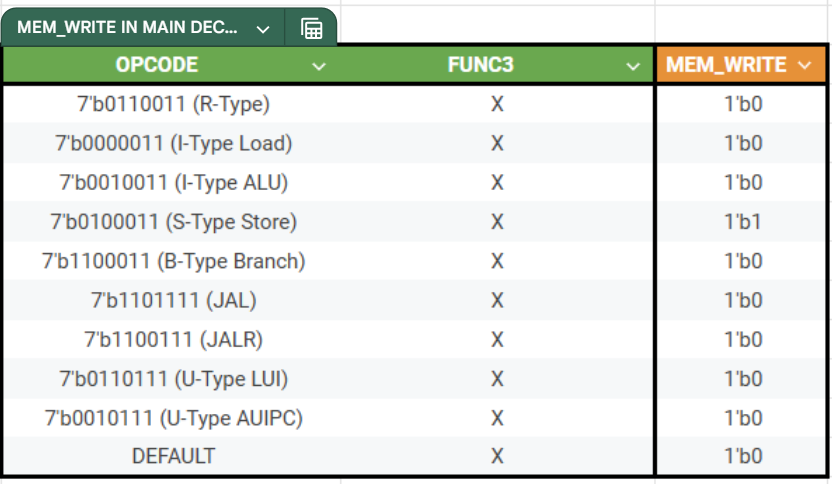 MEM_WRITE IN MAIN DEC...
OPCODE FUNC3 MEM_WRITE
7'b0110011 (R-Type) X 1'b0
7'b0000011 (I-Type Load) X 1'b0
7'b0010011 (I-Type ALU) X 1'b0
7'b0100011 (S-Type Store) X 1'b1
7'b1100011 (B-Type Branch) X 1'b0
7'b1101111 (JAL) X 1'b0
7'b1100111 (JALR) X 1'b0
7'b0110111 (U-Type LUI) X 1'b0
7'b0010111 (U-Type AUIPC) X 1'b0
DEFAULT X 1'b0